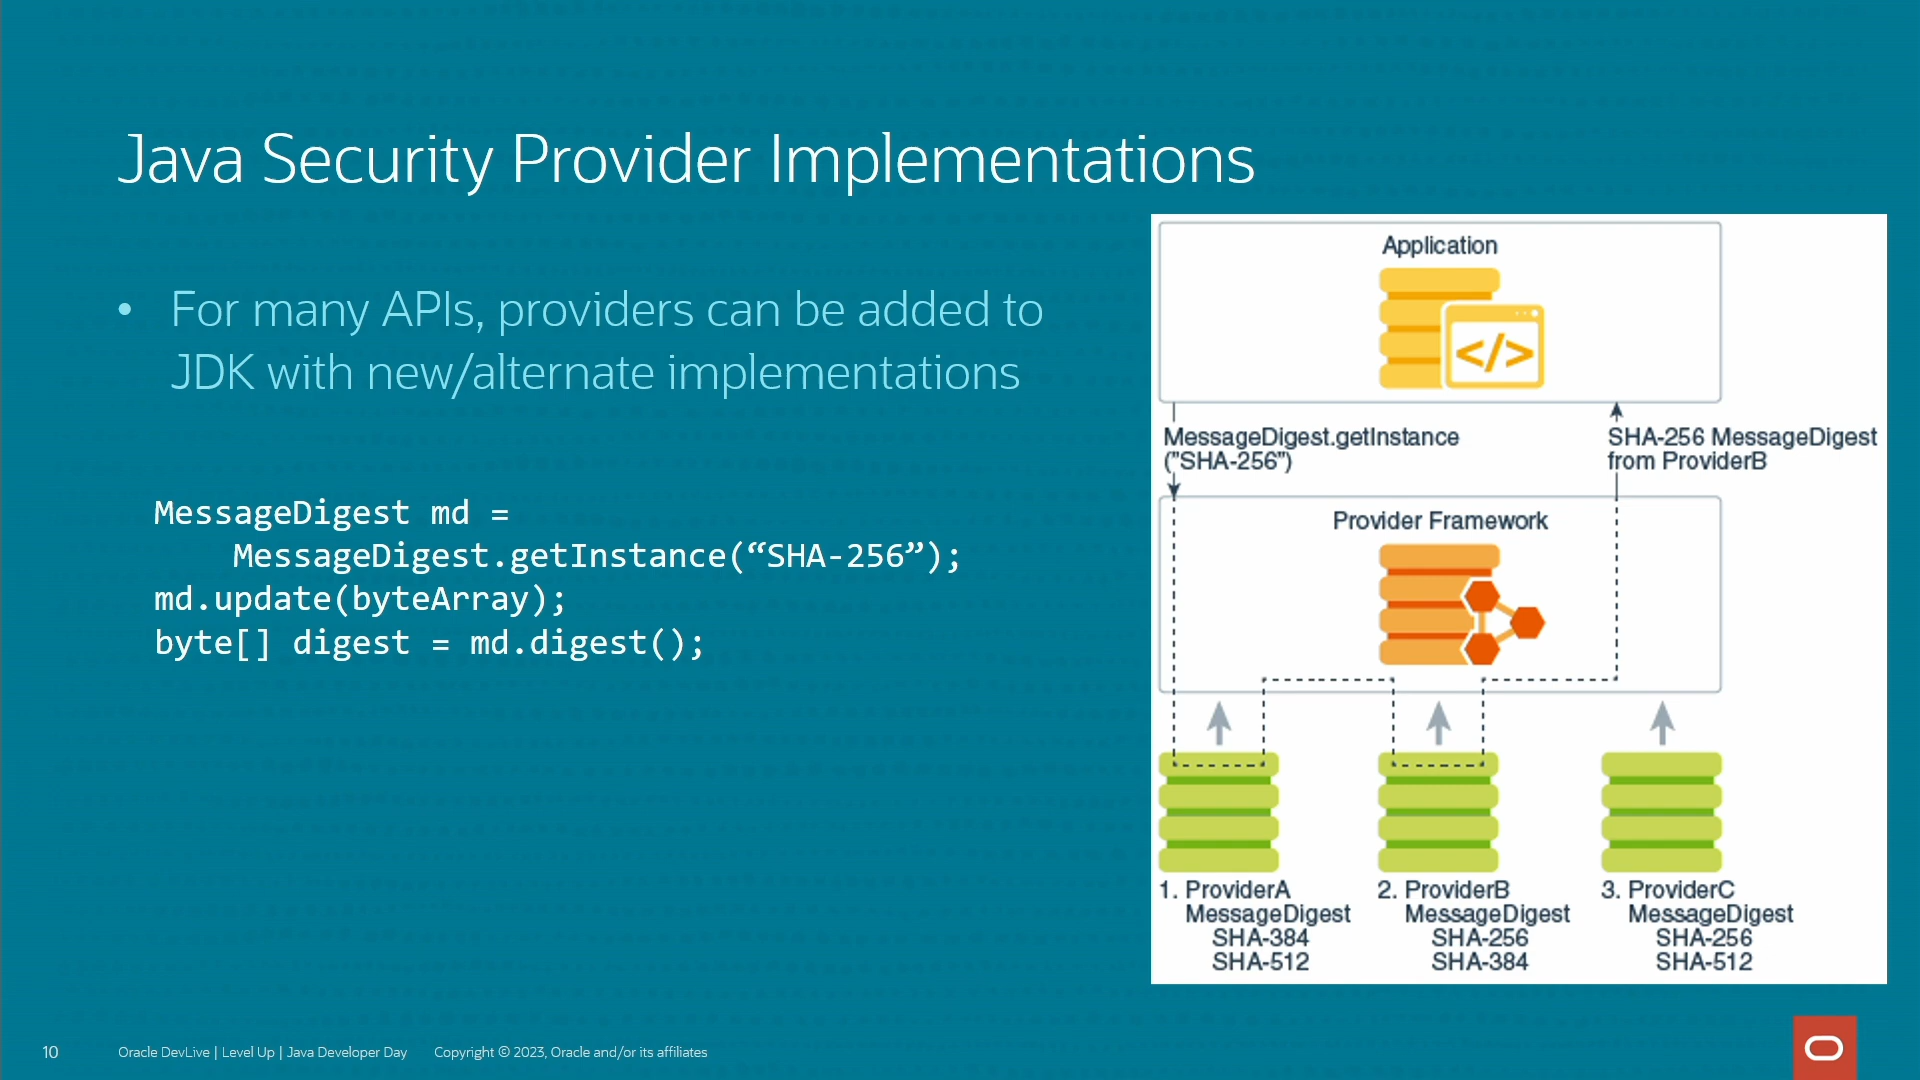 Java Security Provider Implementations
• For many APIs, providers can be added to
JDK with new/alternate implementations
MessageDigest md =
MessageDigest.getInstance(“SHA-256”);
md.update(byteArray);
byte[] digest = md.digest();
Application
</>
MessageDigest.getInstance
("SHA-256")
SHA-256 MessageDigest
from ProviderB
Provider Framework
1. ProviderA
MessageDigest
SHA-384
SHA-512
2. ProviderB
MessageDigest
SHA-256
SHA-384
3. ProviderC
MessageDigest
SHA-256
SHA-512
10 Oracle DevLive | Level Up | Java Developer Day Copyright © 2023, Oracle and/or its affiliates